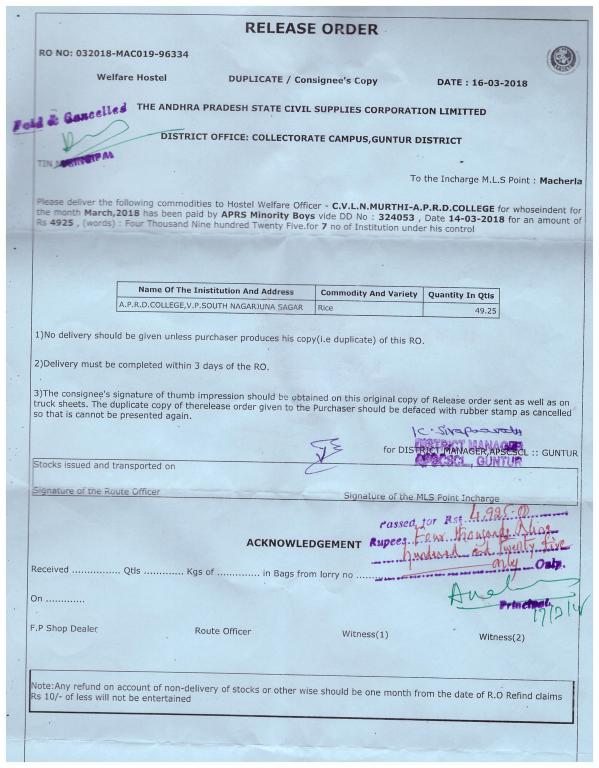 RELEASE ORDER
RO NO: 032018-MAC019-96334
Welfare Hostel DUPLICATE / Consignee's Copy DATE : 16-03-2018
Paid & Cancelled
THE ANDHRA PRADESH STATE CIVIL SUPPLIES CORPORATION LIMITTED
DISTRICT OFFICE: COLLECTORATE CAMPUS,GUNTUR DISTRICT
TIN PRINCIPAL
To the Incharge M.L.S Point : Macherla
Please deliver the following commodities to Hostel Welfare Officer - C.V.L.N.MURTHI-A.P.R.D.COLLEGE for whoseindent for
the month March,2018 has been paid by APRS Minority Boys vide DD No : 324053 , Date 14-03-2018 for an amount of
Rs 4925 , (words) : Four Thousand Nine hundred Twenty Five.for 7 no of Institution under his control
Name Of The Inistitution And Address Commodity And Variety Quantity In Qtls
A.P.R.D.COLLEGE,V.P.SOUTH NAGARJUNA SAGAR Rice 49.25
1)No delivery should be given unless purchaser produces his copy(i.e duplicate) of this RO.
2)Delivery must be completed within 3 days of the RO.
3)The consignee's signature of thumb impression should be obtained on this original copy of Release order sent as well as on
truck sheets. The duplicate copy of therelease order given to the Purchaser should be defaced with rubber stamp as cancelled
so that is cannot be presented again.
for DISTRICT MANAGER,APSCSCL :: GUNTUR
DISTRICT MANAGER
APSCSCL, GUNTUR
Stocks issued and transported on
Signature of the Route Officer Signature of the MLS Point Incharge
Passed for Rs. 4,925-00
Rupees Four thousands Nine
hundread and twenty five
only Only.
ACKNOWLEDGEMENT
Received ......... Qtls ............. Kgs of .............. in Bags from lorry no
On .............
Principal
F.P Shop Dealer Route Officer Witness(1) Witness(2)
Note:Any refund on account of non-delivery of stocks or other wise should be one month from the date of R.O Refind claims
Rs 10/- of less will not be entertained